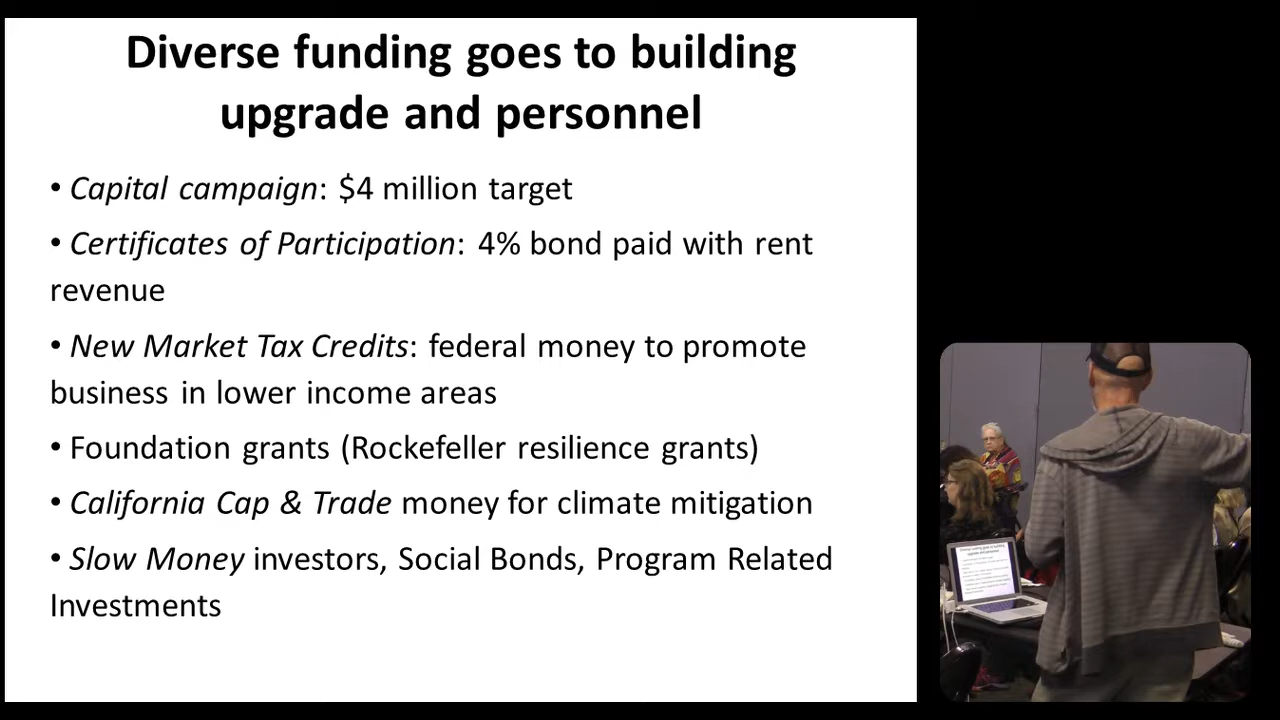 Diverse funding goes to building
upgrade and personnel
• Capital campaign: $4 million target
• Certificates of Participation: 4% bond paid with rent
revenue
• New Market Tax Credits: federal money to promote
business in lower income areas
• Foundation grants (Rockefeller resilience grants)
• California Cap & Trade money for climate mitigation
• Slow Money investors, Social Bonds, Program Related
Investments